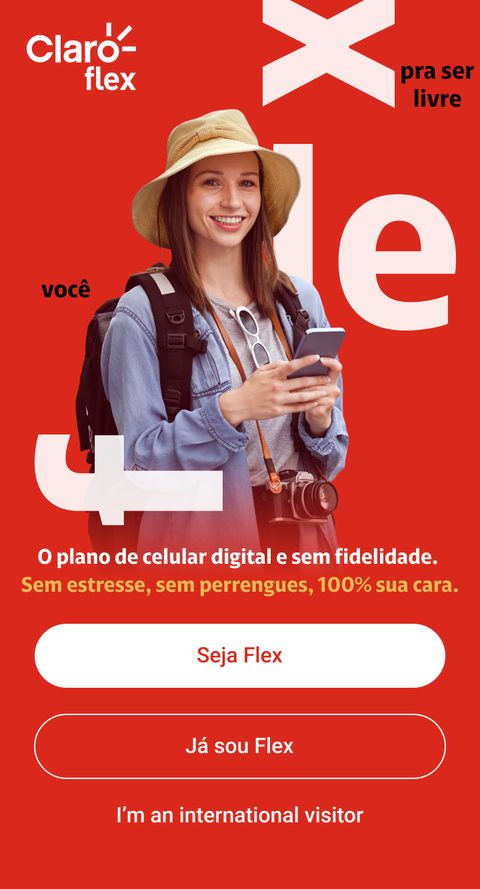 Claro
flex
pra ser
livre
flex
você
O plano de celular digital e sem fidelidade.
Sem estresse, sem perrengues, 100% sua cara.
Seja Flex
Já sou Flex
I’m an international visitor